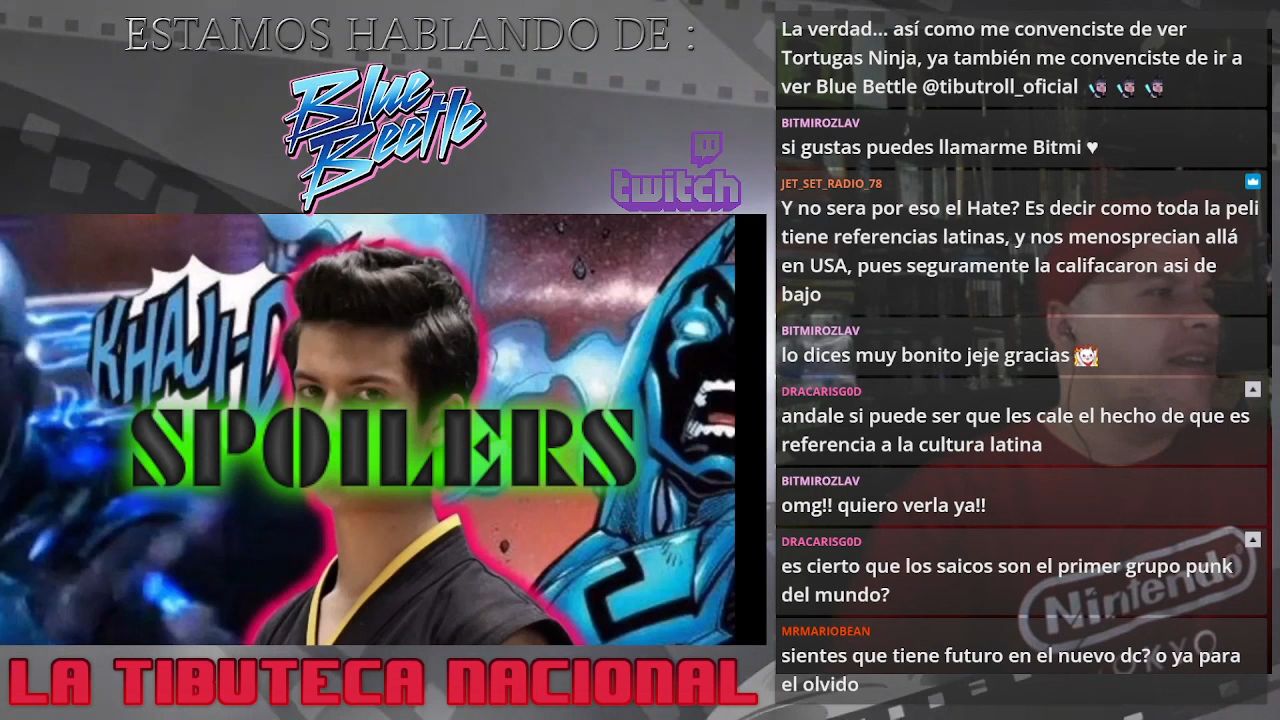 ESTAMOS HABLANDO DE :
Blue
Beetle
twitch
KHAJI-D
SPOILERS
LA TIBUTECA NACIONAL
La verdad... así como me convenciste de ver
Tortugas Ninja, ya también me convenciste de ir a
ver Blue Bettle @tibutroll_oficial
BITMIROZLAV
si gustas puedes llamarme Bitmi ♥
JET_SET_RADIO_78
Y no sera por eso el Hate? Es decir como toda la peli
tiene referencias latinas, y nos menosprecian allá
en USA, pues seguramente la califacaron asi de
bajo
BITMIROZLAV
lo dices muy bonito jeje gracias
DRACARISG0D
andale si puede ser que les cale el hecho de que es
referencia a la cultura latina
BITMIROZLAV
omg!! quiero verla ya!!
DRACARISG0D
es cierto que los saicos son el primer grupo punk
del mundo?
MRMARIOBEAN
sientes que tiene futuro en el nuevo dc? o ya para
el olvido
Nintendo
TOKYO